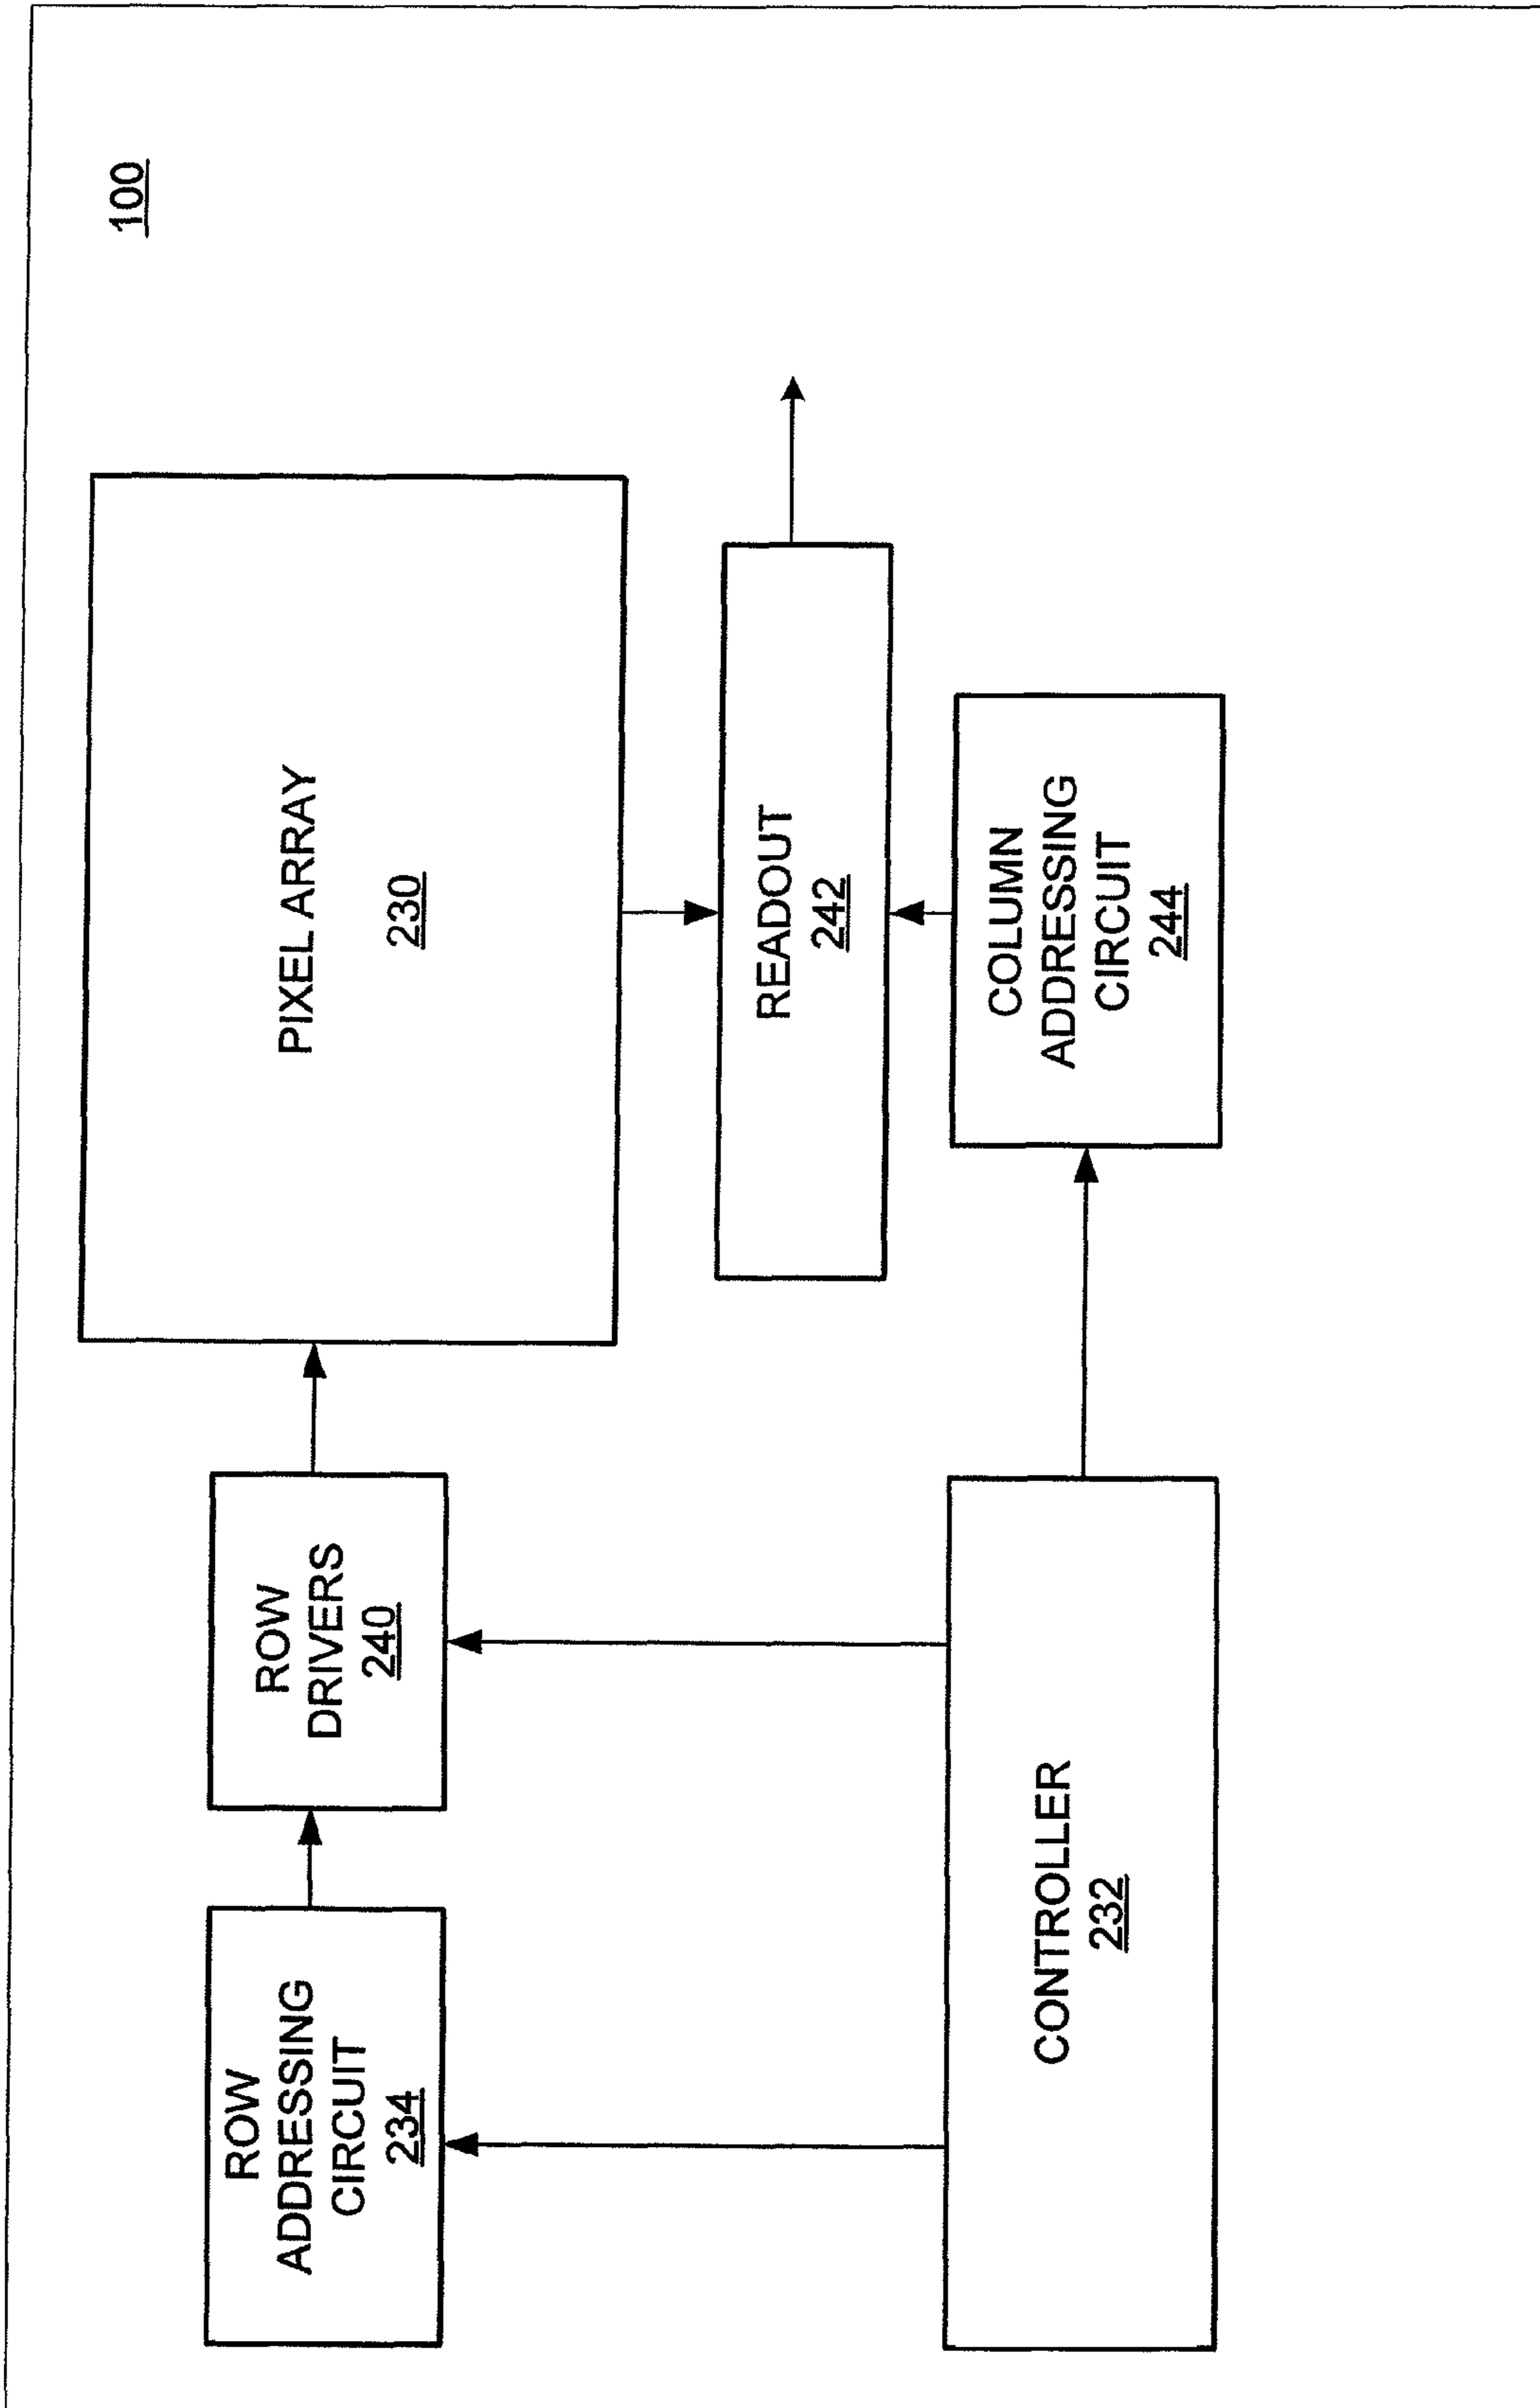 100
PIXEL ARRAY
230
ROW
DRIVERS
240
ROW
ADDRESSING
CIRCUIT
234
READOUT
242
COLUMN
ADDRESSING
CIRCUIT
244
CONTROLLER
232